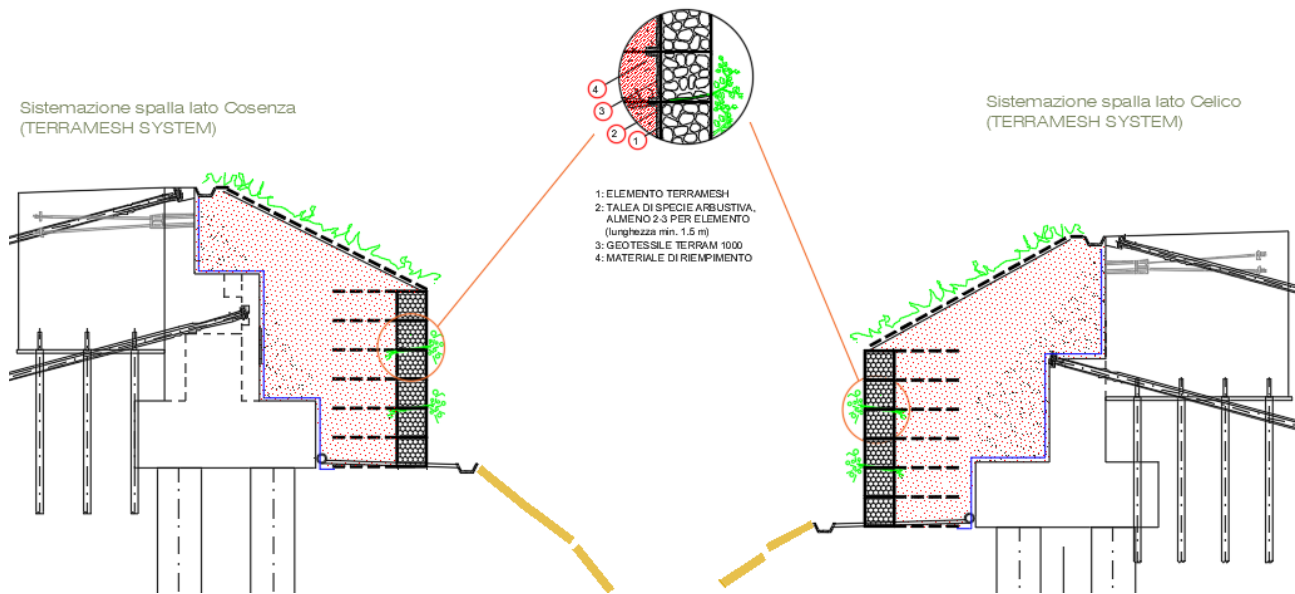 Sistemazione spalla lato Cosenza
(TERRAMESH SYSTEM)
4
3
2
1
1: ELEMENTO TERRAMESH
2: TALEA DI SPECIE ARBUSTIVA,
ALMENO 2-3 PER ELEMENTO
(lunghezza min. 1.5 m)
3: GEOTESSILE TERRAM 1000
4: MATERIALE DI RIEMPIMENTO
Sistemazione spalla lato Celico
(TERRAMESH SYSTEM)